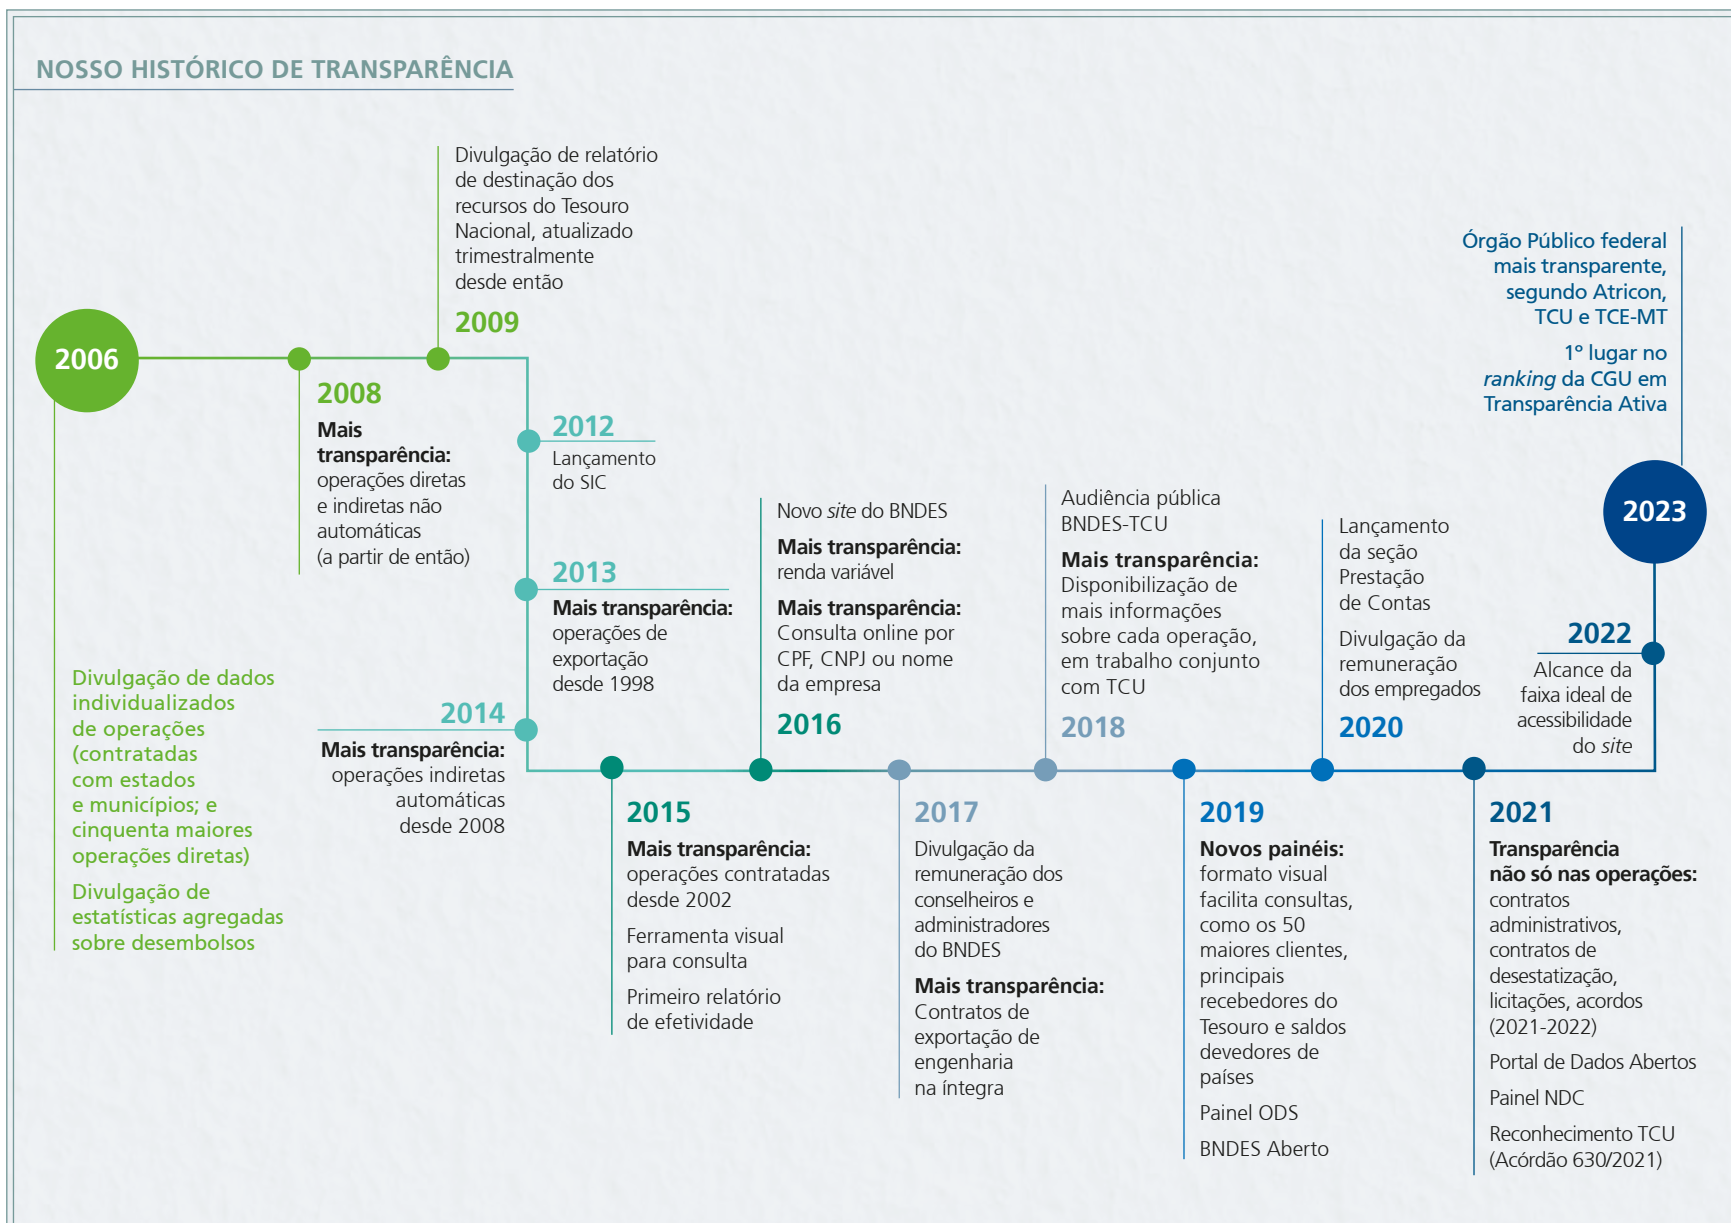 NOSSO HISTÓRICO DE TRANSPARÊNCIA
2006
Divulgação de dados
individualizados
de operações
(contratadas
com estados
e municípios; e
cinquenta maiores
operações diretas)
Divulgação de
estatísticas agregadas
sobre desembolsos
2008
Mais
transparência:
operações diretas
e indiretas não
automáticas
(a partir de então)
Divulgação de relatório
de destinação dos
recursos do Tesouro
Nacional, atualizado
trimestralmente
desde então
2009
2012
Lançamento
do SIC
2013
Mais transparência:
operações de
exportação
desde 1998
2014
Mais transparência:
operações indiretas
automáticas
desde 2008
2015
Mais transparência:
operações contratadas
desde 2002
Ferramenta visual
para consulta
Primeiro relatório
de efetividade
Novo site do BNDES
Mais transparência:
renda variável
Mais transparência:
Consulta online por
CPF, CNPJ ou nome
da empresa
2016
2017
Divulgação da
remuneração dos
conselheiros e
administradores
do BNDES
Mais transparência:
Contratos de
exportação de
engenharia
na íntegra
Audiência pública
BNDES-TCU
Mais transparência:
Disponibilização de
mais informações
sobre cada operação,
em trabalho conjunto
com TCU
2018
2019
Novos painéis:
formato visual
facilita consultas,
como os 50
maiores clientes,
principais
recebedores do
Tesouro e saldos
devedores de
países
Painel ODS
BNDES Aberto
Lançamento
da seção
Prestação
de Contas
Divulgação da
remuneração
dos empregados
2020
2021
Transparência
não só nas operações:
contratos
administrativos,
contratos de
desestatização,
licitações, acordos
(2021-2022)
Portal de Dados Abertos
Painel NDC
Reconhecimento TCU
(Acórdão 630/2021)
2022
Alcance da
faixa ideal de
acessibilidade
do site
Órgão Público federal
mais transparente,
segundo Atricon,
TCU e TCE-MT
1º lugar no
ranking da CGU em
Transparência Ativa
2023